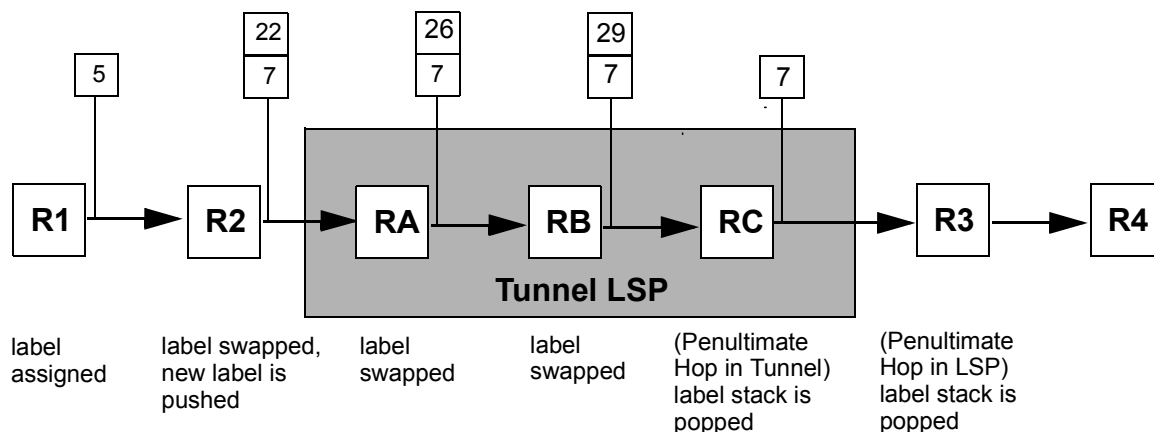 5
22
7
26
7
29
7
7
R1
R2
RA
RB
RC
R3
R4
Tunnel LSP
label
assigned
label swapped,
new label is
pushed
label
swapped
label
swapped
(Penultimate
Hop in Tunnel)
label stack is
popped
(Penultimate
Hop in LSP)
label stack is
popped